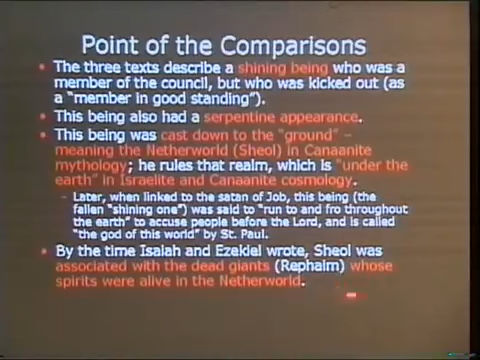 Point of the Comparisons
• The three texts describe a shining being who was a
member of the council, but who was kicked out (as
a "member in good standing").
• This being also had a serpentine appearance.
• This being was cast down to the "ground" –
meaning the Netherworld (Sheol) in Canaanite
mythology; he rules that realm, which is "under the
earth" in Israelite and Canaanite cosmology.
– Later, when linked to the satan of Job, this being (the
fallen "shining one") was said to "run to and fro throughout
the earth" to accuse people before the Lord, and is called
"the god of this world" by St. Paul.
• By the time Isaiah and Ezekiel wrote, Sheol was
associated with the dead giants (Rephaim) whose
spirits were alive in the Netherworld.